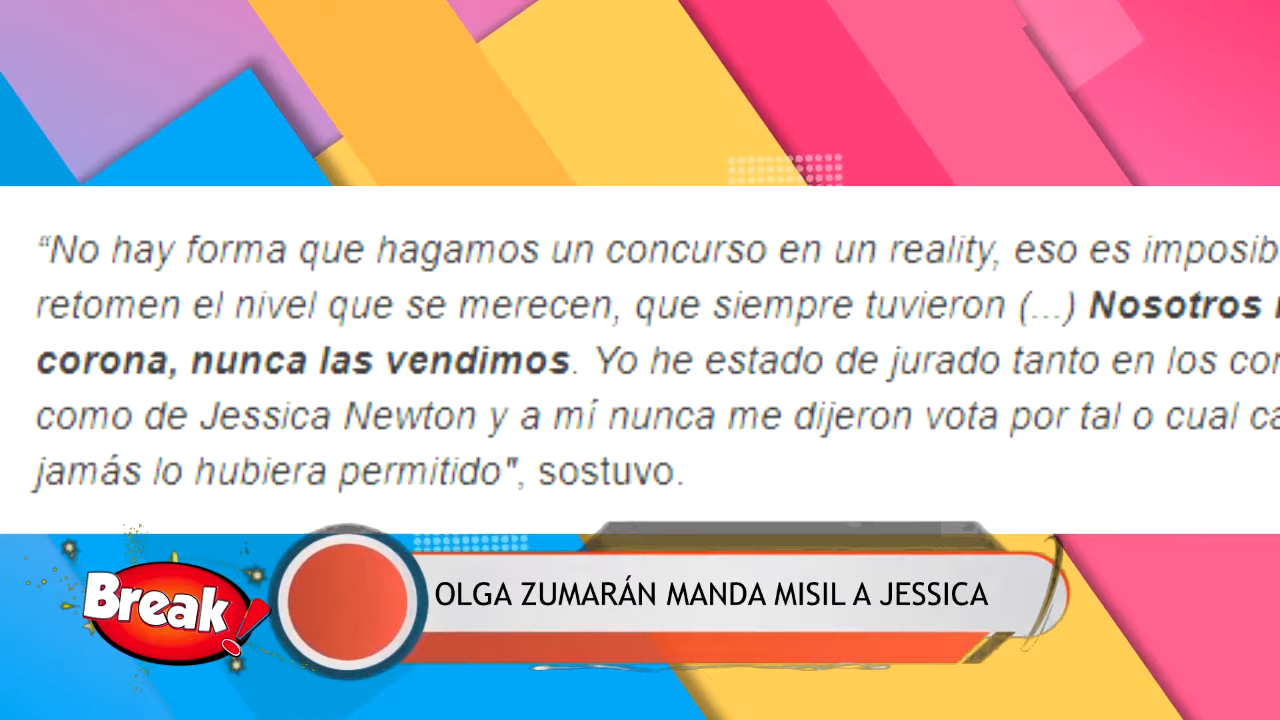 “No hay forma que hagamos un concurso en un reality, eso es
retomen el nivel que se merecen, que siempre tuvieron (...) Nosotros
corona, nunca las vendimos. Yo he estado de jurado tanto en los
como de Jessica Newton y a mí nunca me dijeron vota por tal o cual
jamás lo hubiera permitido", sostuvo.
Break!
OLGA ZUMARÁN MANDA MISIL A JESSICA